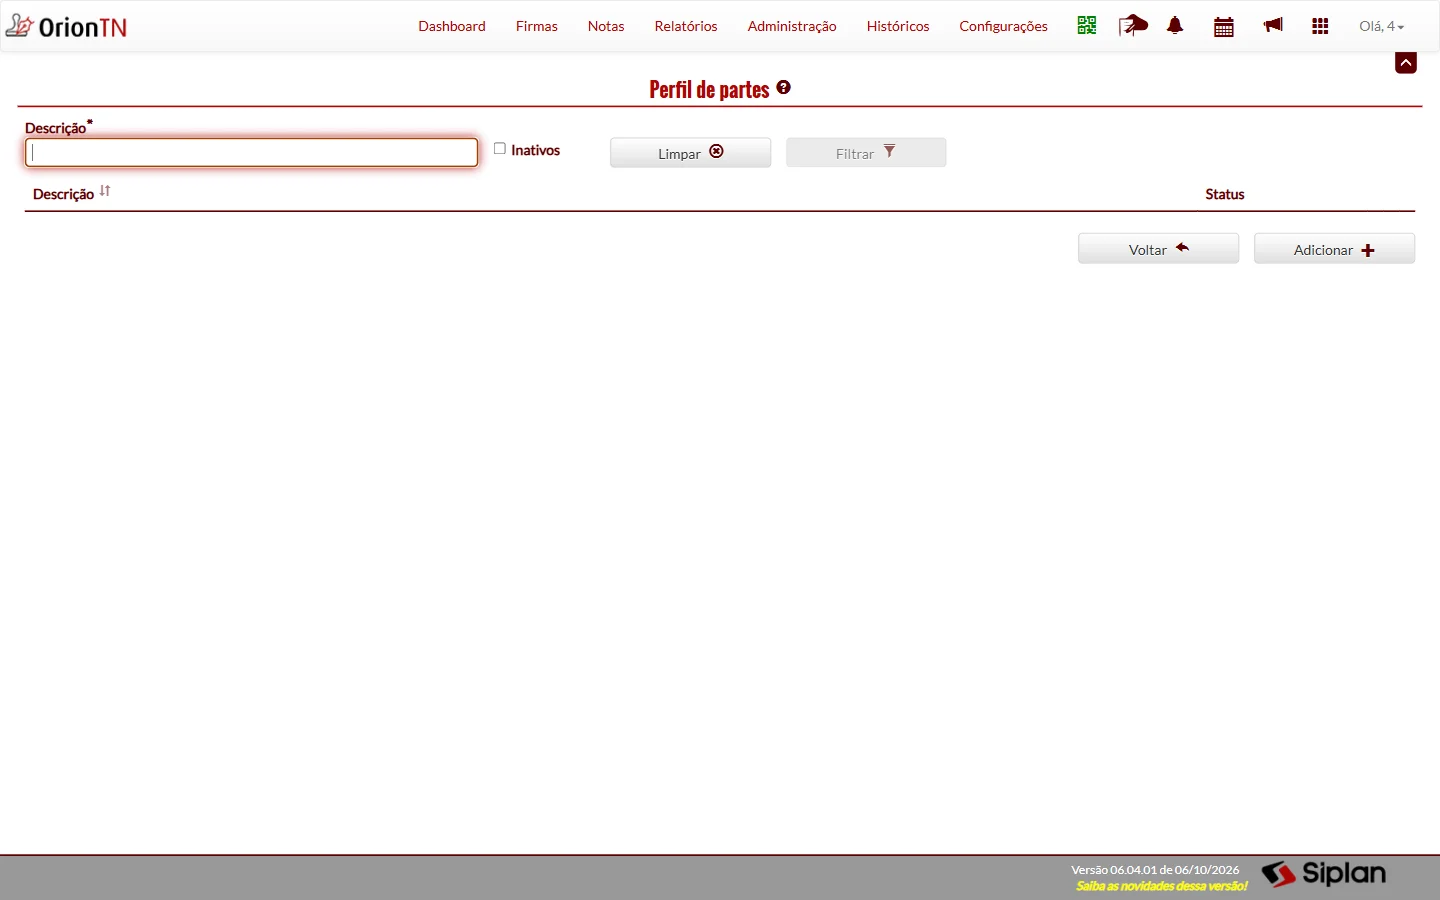 OrionTN
Dashboard Firmas Notas Relatórios Administração Históricos Configurações Olá, 4
Perfil de partes
Descrição*
Inativos
Limpar
Filtrar
Descrição Status
Voltar
Adicionar
Versão 06.04.01 de 06/10/2026
Saiba as novidades dessa versão!
Siplan